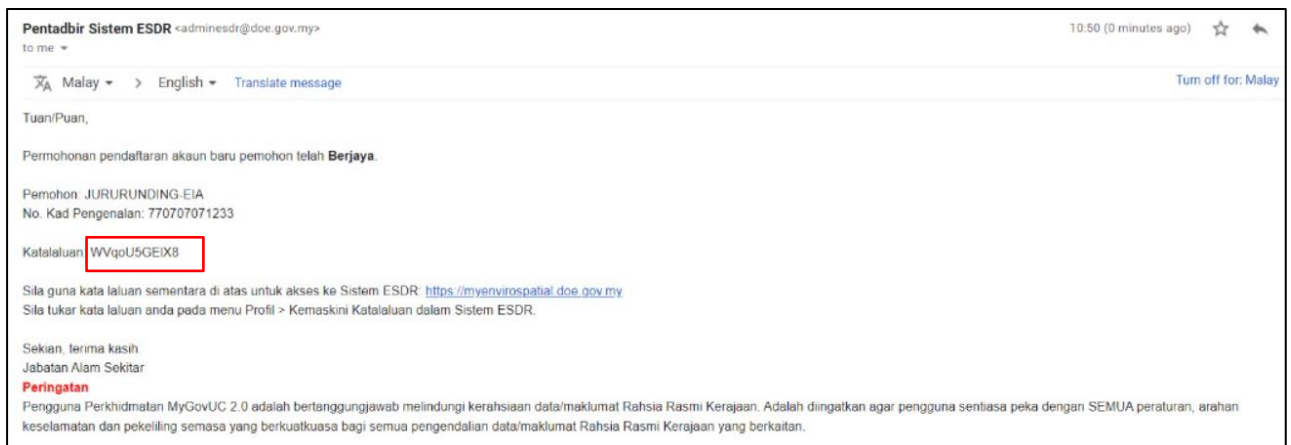 Pentadbir Sistem ESDR <adminesdr@doe.gov.my>
10:50 (0 minutes ago)
to me
Malay > English Translate message
Turn off for: Malay
Tuan/Puan,
Permohonan pendaftaran akaun baru pemohon telah Berjaya.
Pemohon: JURURUNDING-EIA
No. Kad Pengenalan: 770707071233
Katalaluan: WVqoU5GEIX8
Sila guna kata laluan sementara di atas untuk akses ke Sistem ESDR: https://myenvirospatial.doe.gov.my
Sila tukar kata laluan anda pada menu Profil > Kemaskini Katalaluan dalam Sistem ESDR.
Sekian, terima kasih.
Jabatan Alam Sekitar
Peringatan
Pengguna Perkhidmatan MyGovUC 2.0 adalah bertanggungjawab melindungi kerahsiaan data/maklumat Rahsia Rasmi Kerajaan. Adalah diingatkan agar pengguna sentiasa peka dengan SEMUA peraturan, arahan
keselamatan dan pekeliling semasa yang berkuatkuasa bagi semua pengendalian data/maklumat Rahsia Rasmi Kerajaan yang berkaitan.